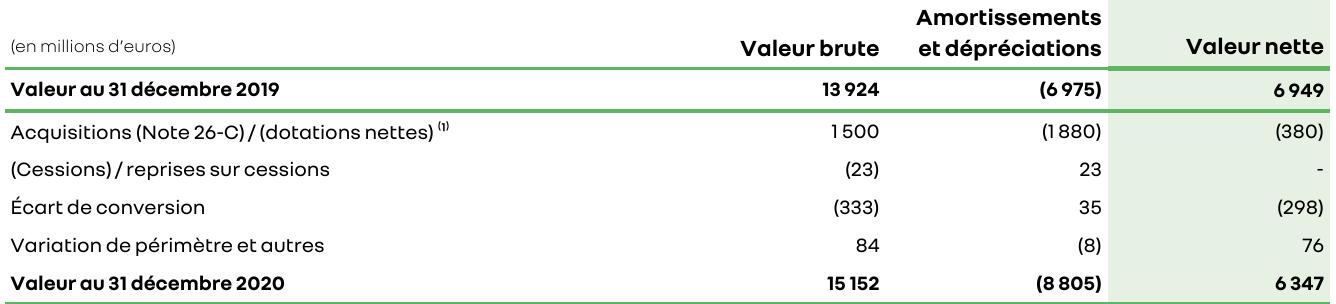 (en millions d'euros) Valeur brute Amortissements et dépréciations Valeur nette
Valeur au 31 décembre 2019 13 924 (6 975) 6 949
Acquisitions (Note 26-C) / (dotations nettes) (1) 1 500 (1 880) (380)
(Cessions) / reprises sur cessions (23) 23 -
Écart de conversion (333) 35 (298)
Variation de périmètre et autres 84 (8) 76
Valeur au 31 décembre 2020 15 152 (8 805) 6 347